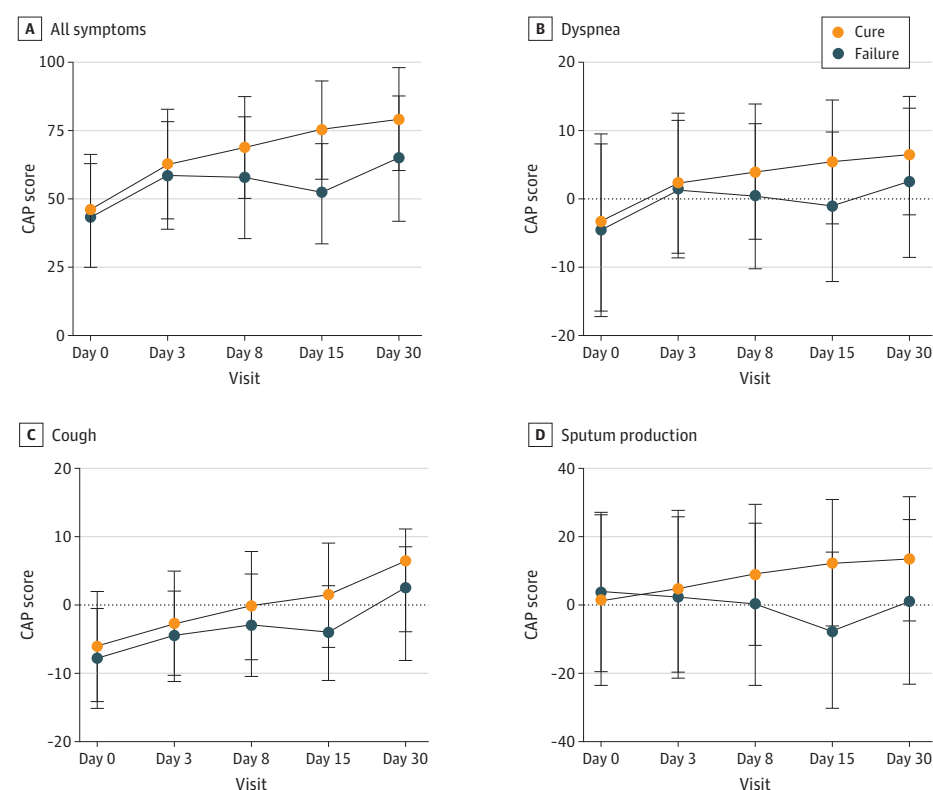 A All symptoms
CAP score
100
75
50
25
0
Day 0 Day 3 Day 8 Day 15 Day 30
Visit
B Dyspnea
Cure
Failure
CAP score
20
10
0
-10
-20
Day 0 Day 3 Day 8 Day 15 Day 30
Visit
C Cough
CAP score
20
10
0
-10
-20
Day 0 Day 3 Day 8 Day 15 Day 30
Visit
D Sputum production
CAP score
40
20
0
-20
-40
Day 0 Day 3 Day 8 Day 15 Day 30
Visit